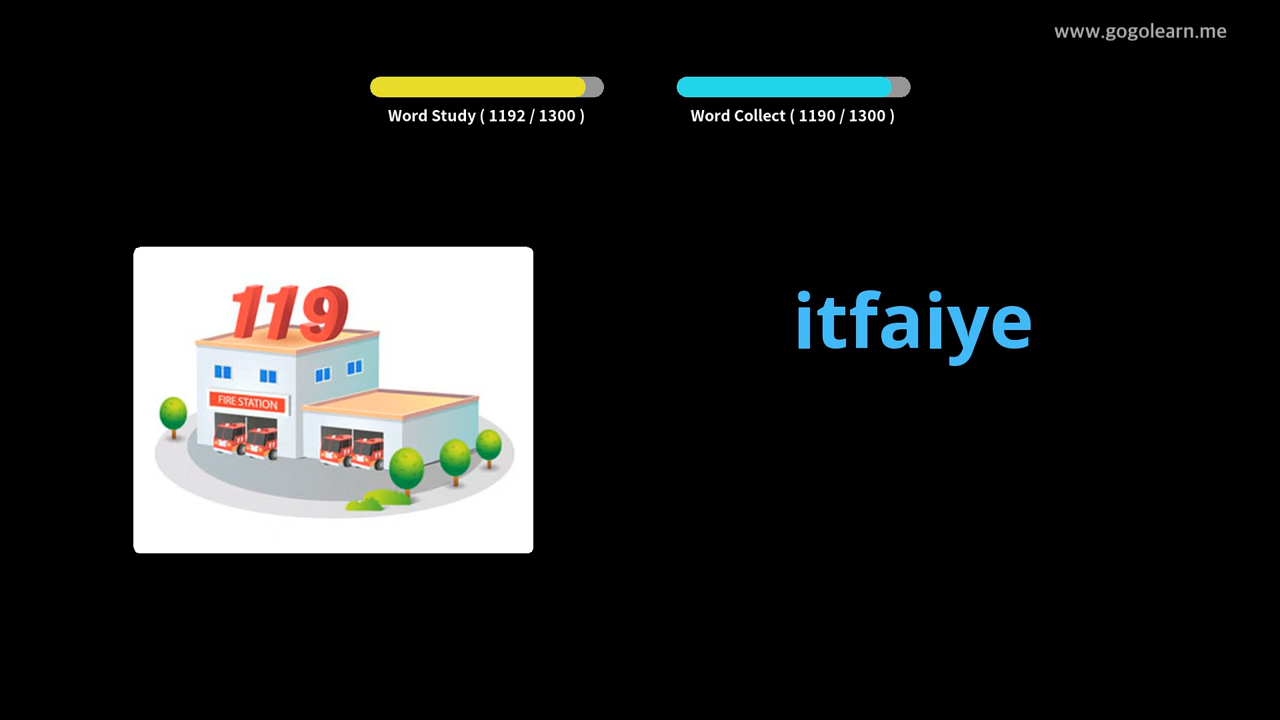 www.gogolearn.me
Word Study ( 1192 / 1300 )
Word Collect ( 1190 / 1300 )
119
FIRE STATION
itfaiye